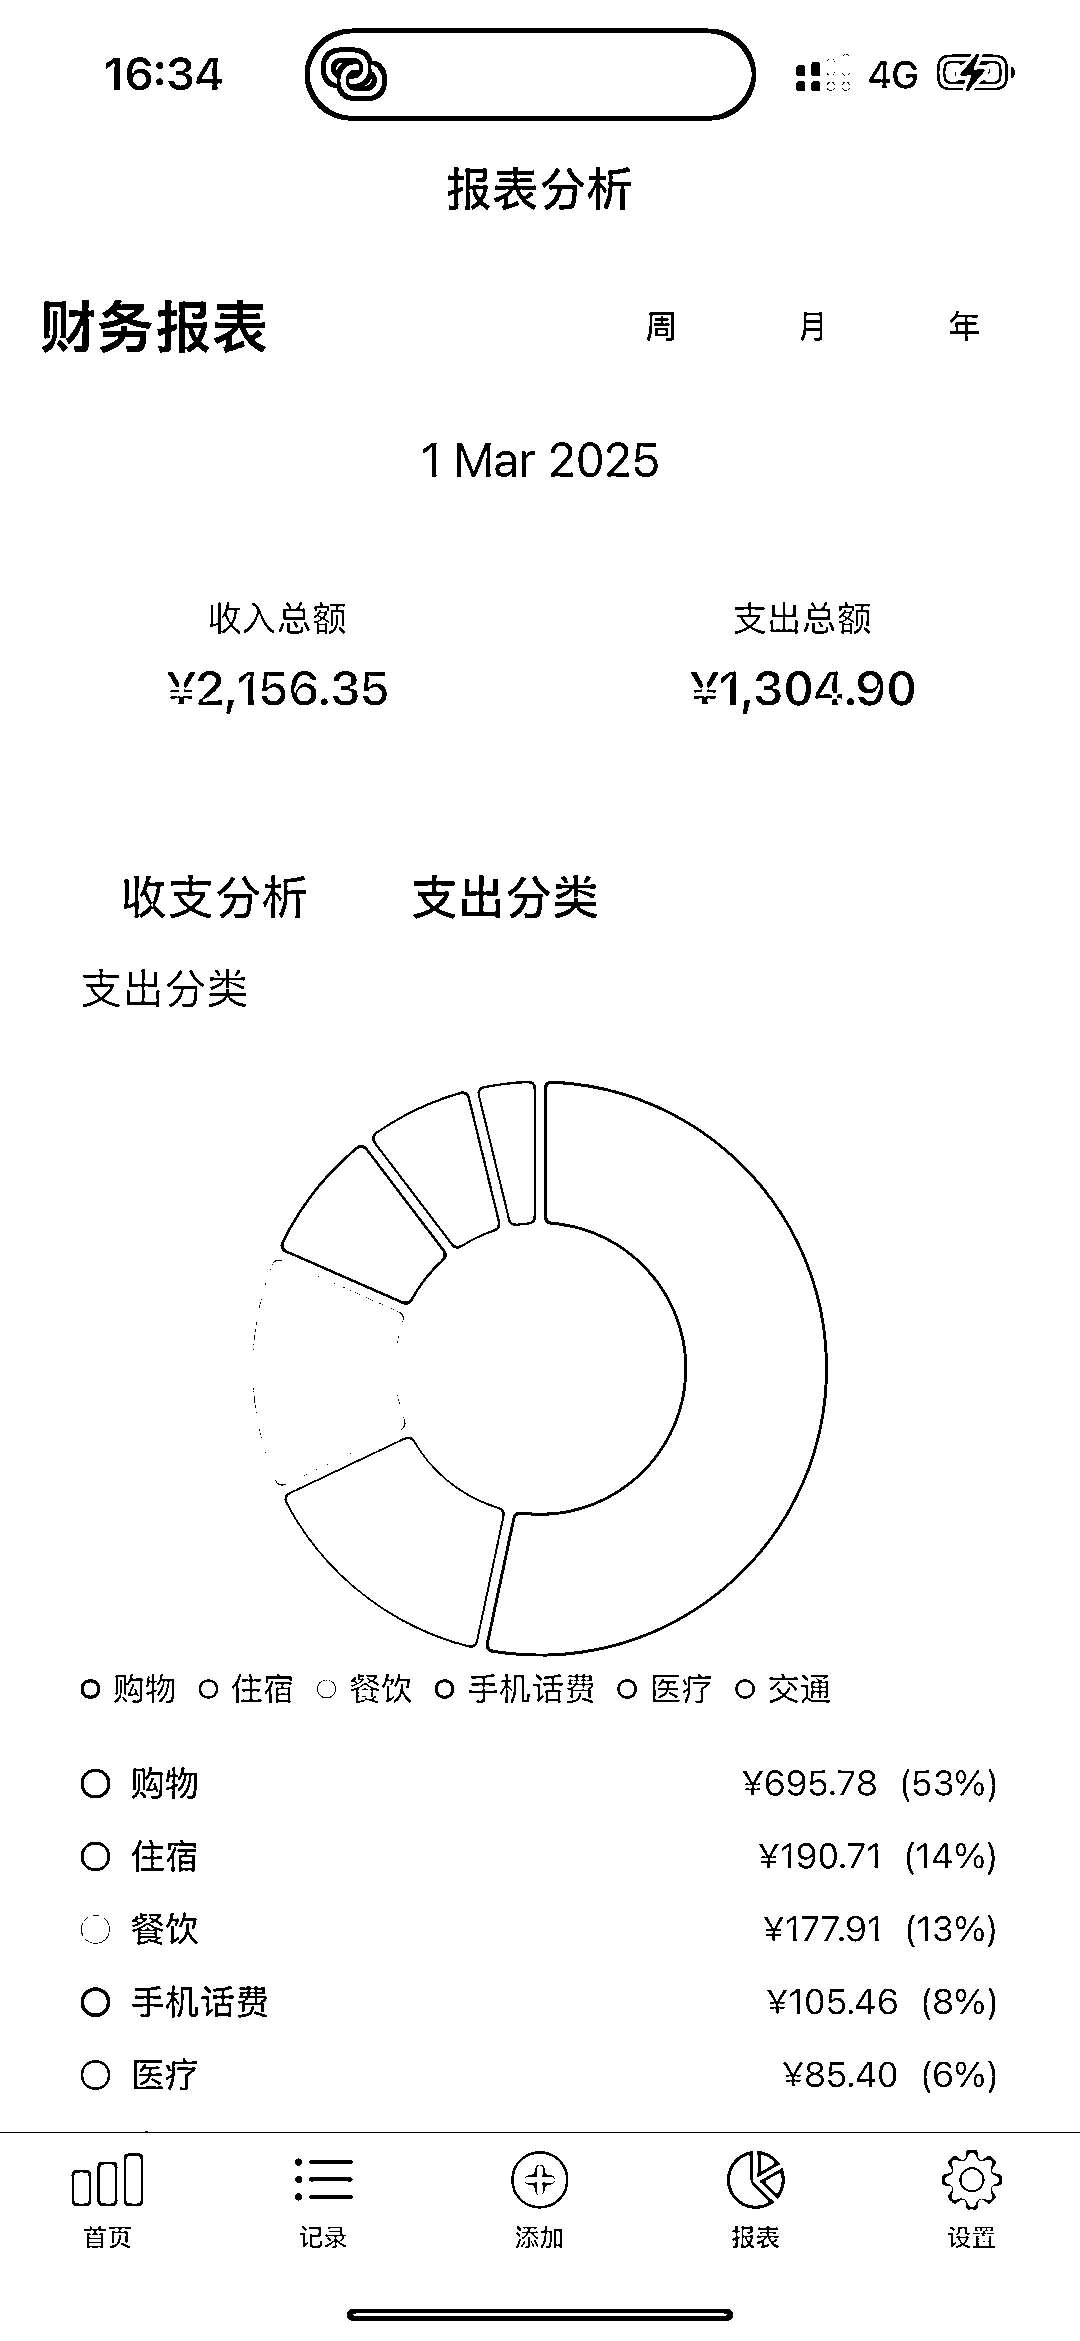 16:34 4G
报表分析
财务报表 周 月 年
1 Mar 2025
收入总额 支出总额
¥2,156.35 ¥1,304.90
收支分析 支出分类
支出分类
购物 住宿 餐饮 手机话费 医疗 交通
购物 ¥695.78 (53%)
住宿 ¥190.71 (14%)
餐饮 ¥177.91 (13%)
手机话费 ¥105.46 (8%)
医疗 ¥85.40 (6%)
首页 记录 添加 报表 设置